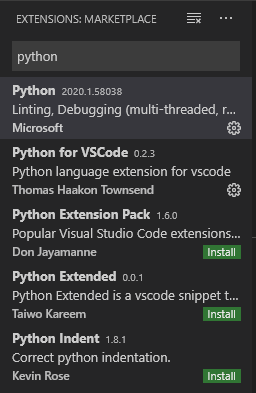 EXTENSIONS: MARKETPLACE
python
Python 2020.1.58038
Linting, Debugging (multi-threaded, r...
Microsoft
Python for VSCode 0.2.3
Python language extension for vscode
Thomas Haakon Townsend
Python Extension Pack 1.6.0
Popular Visual Studio Code extensions...
Don Jayamanne Install
Python Extended 0.0.1
Python Extended is a vscode snippet t...
Taiwo Kareem Install
Python Indent 1.8.1
Correct python indentation.
Kevin Rose Install